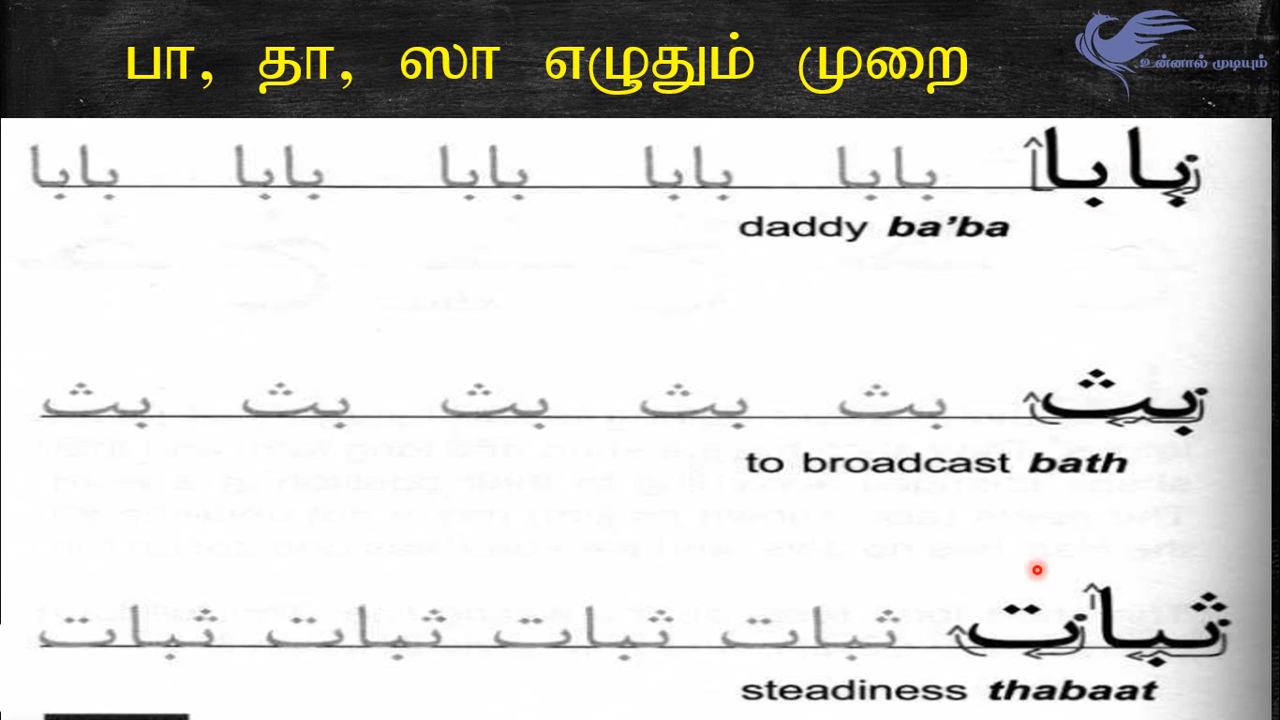 பா, தா, ஸா எழுதும் முறை
உன்னால் முடியும்
بابا بابا بابا بابا بابا بابا
daddy ba'ba
بث بث بث بث بث بث
to broadcast bath
ثبات ثبات ثبات ثبات ثبات
steadiness thabaat